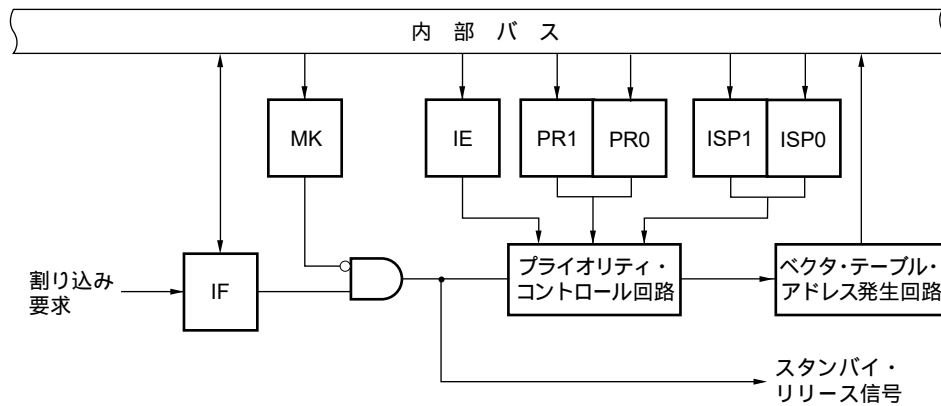 内 部 バ ス
MK
IE
PR1
PR0
ISP1
ISP0
割り込み
要求
IF
プライオリティ・
コントロール回路
ベクタ・テーブル・
アドレス発生回路
スタンバイ・
リリース信号